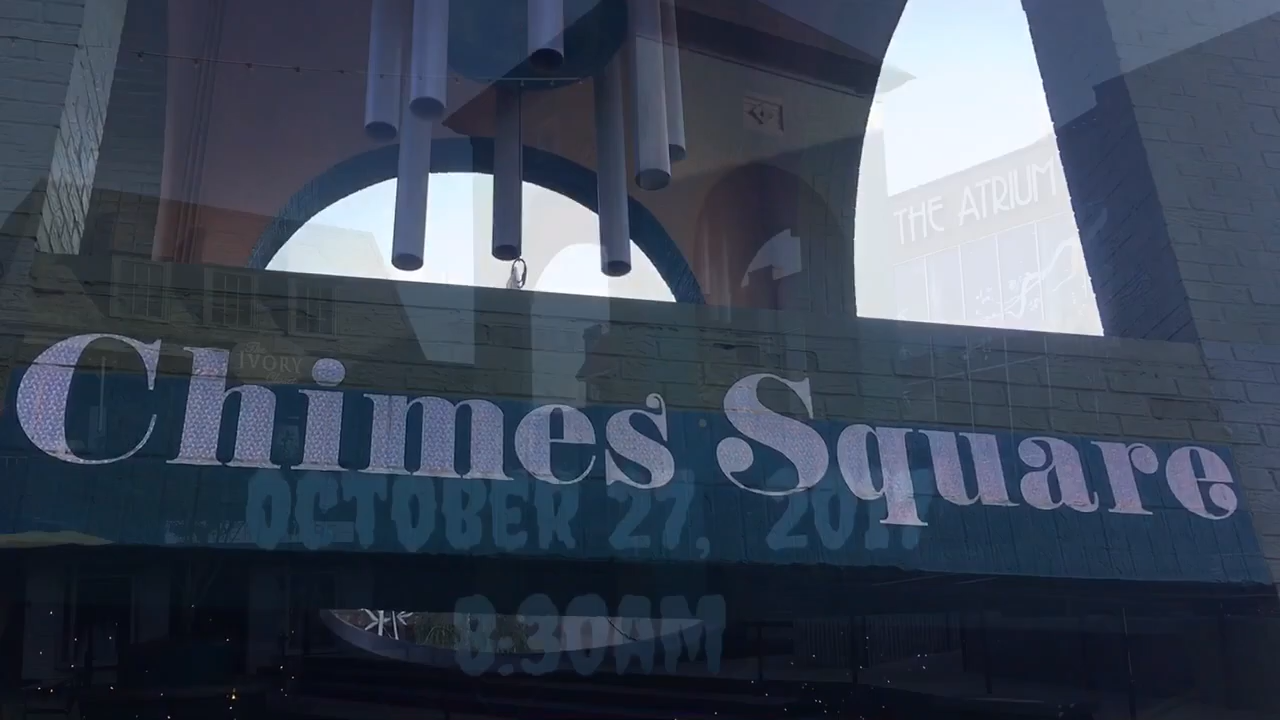 THE ATRIUM
IVORY
Chimes Square
OCTOBER 27, 2017
8:30AM